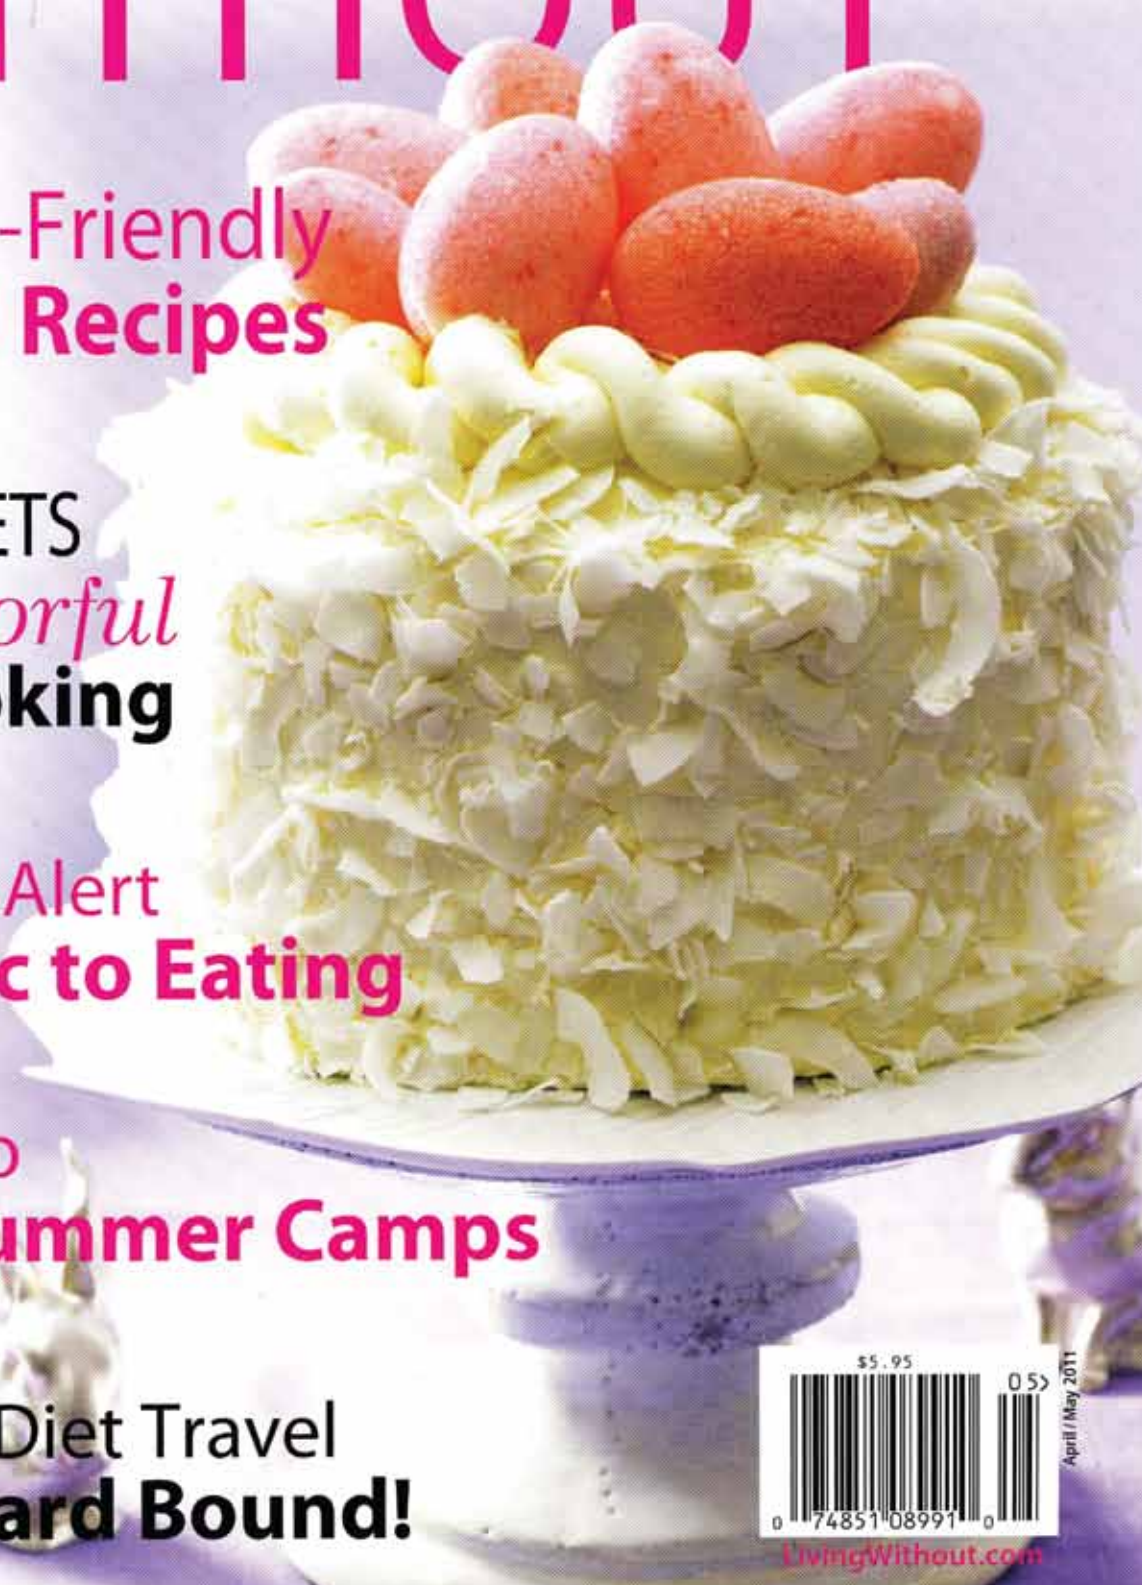 -Friendly
Recipes
ETS
orful
oking
Alert
c to Eating
o
ummer Camps
Diet Travel
ard Bound!
$5.95
05>
April/May 2011
0 74851 08991 0
LivingWithout.com